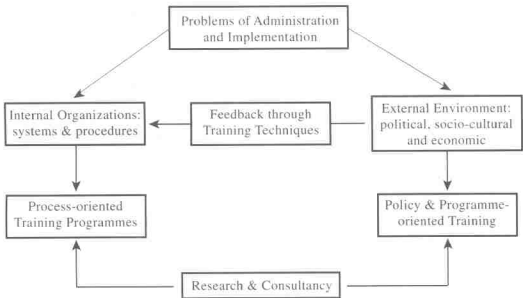 Problems of Administration
and Implementation
Internal Organizations:
systems & procedures
Feedback through
Training Techniques
External Environment:
political, socio-cultural
and economic
Process-oriented
Training Programmes
Policy & Programme-
oriented Training
Research & Consultancy